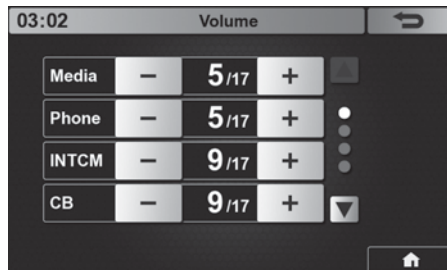 03:02 Volume
Media − 5/17 +
Phone − 5/17 +
INTCM − 9/17 +
CB − 9/17 +